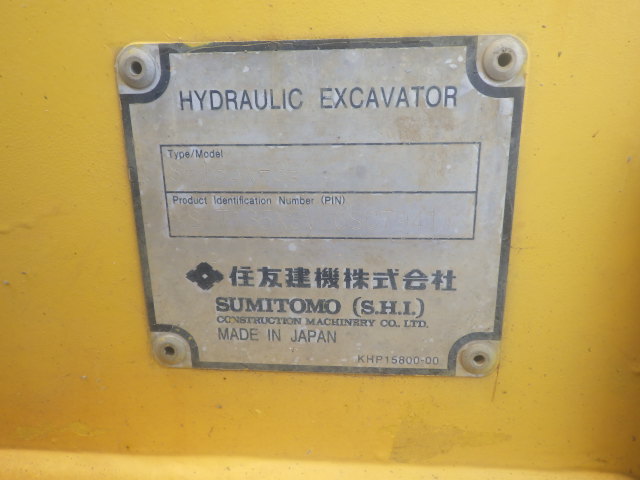 HYDRAULIC EXCAVATOR
Type/Model
Product Identification Number (PIN)
住友建機株式会社
SUMITOMO (S.H.I.)
CONSTRUCTION MACHINERY CO., LTD.
MADE IN JAPAN
KHP15800-00